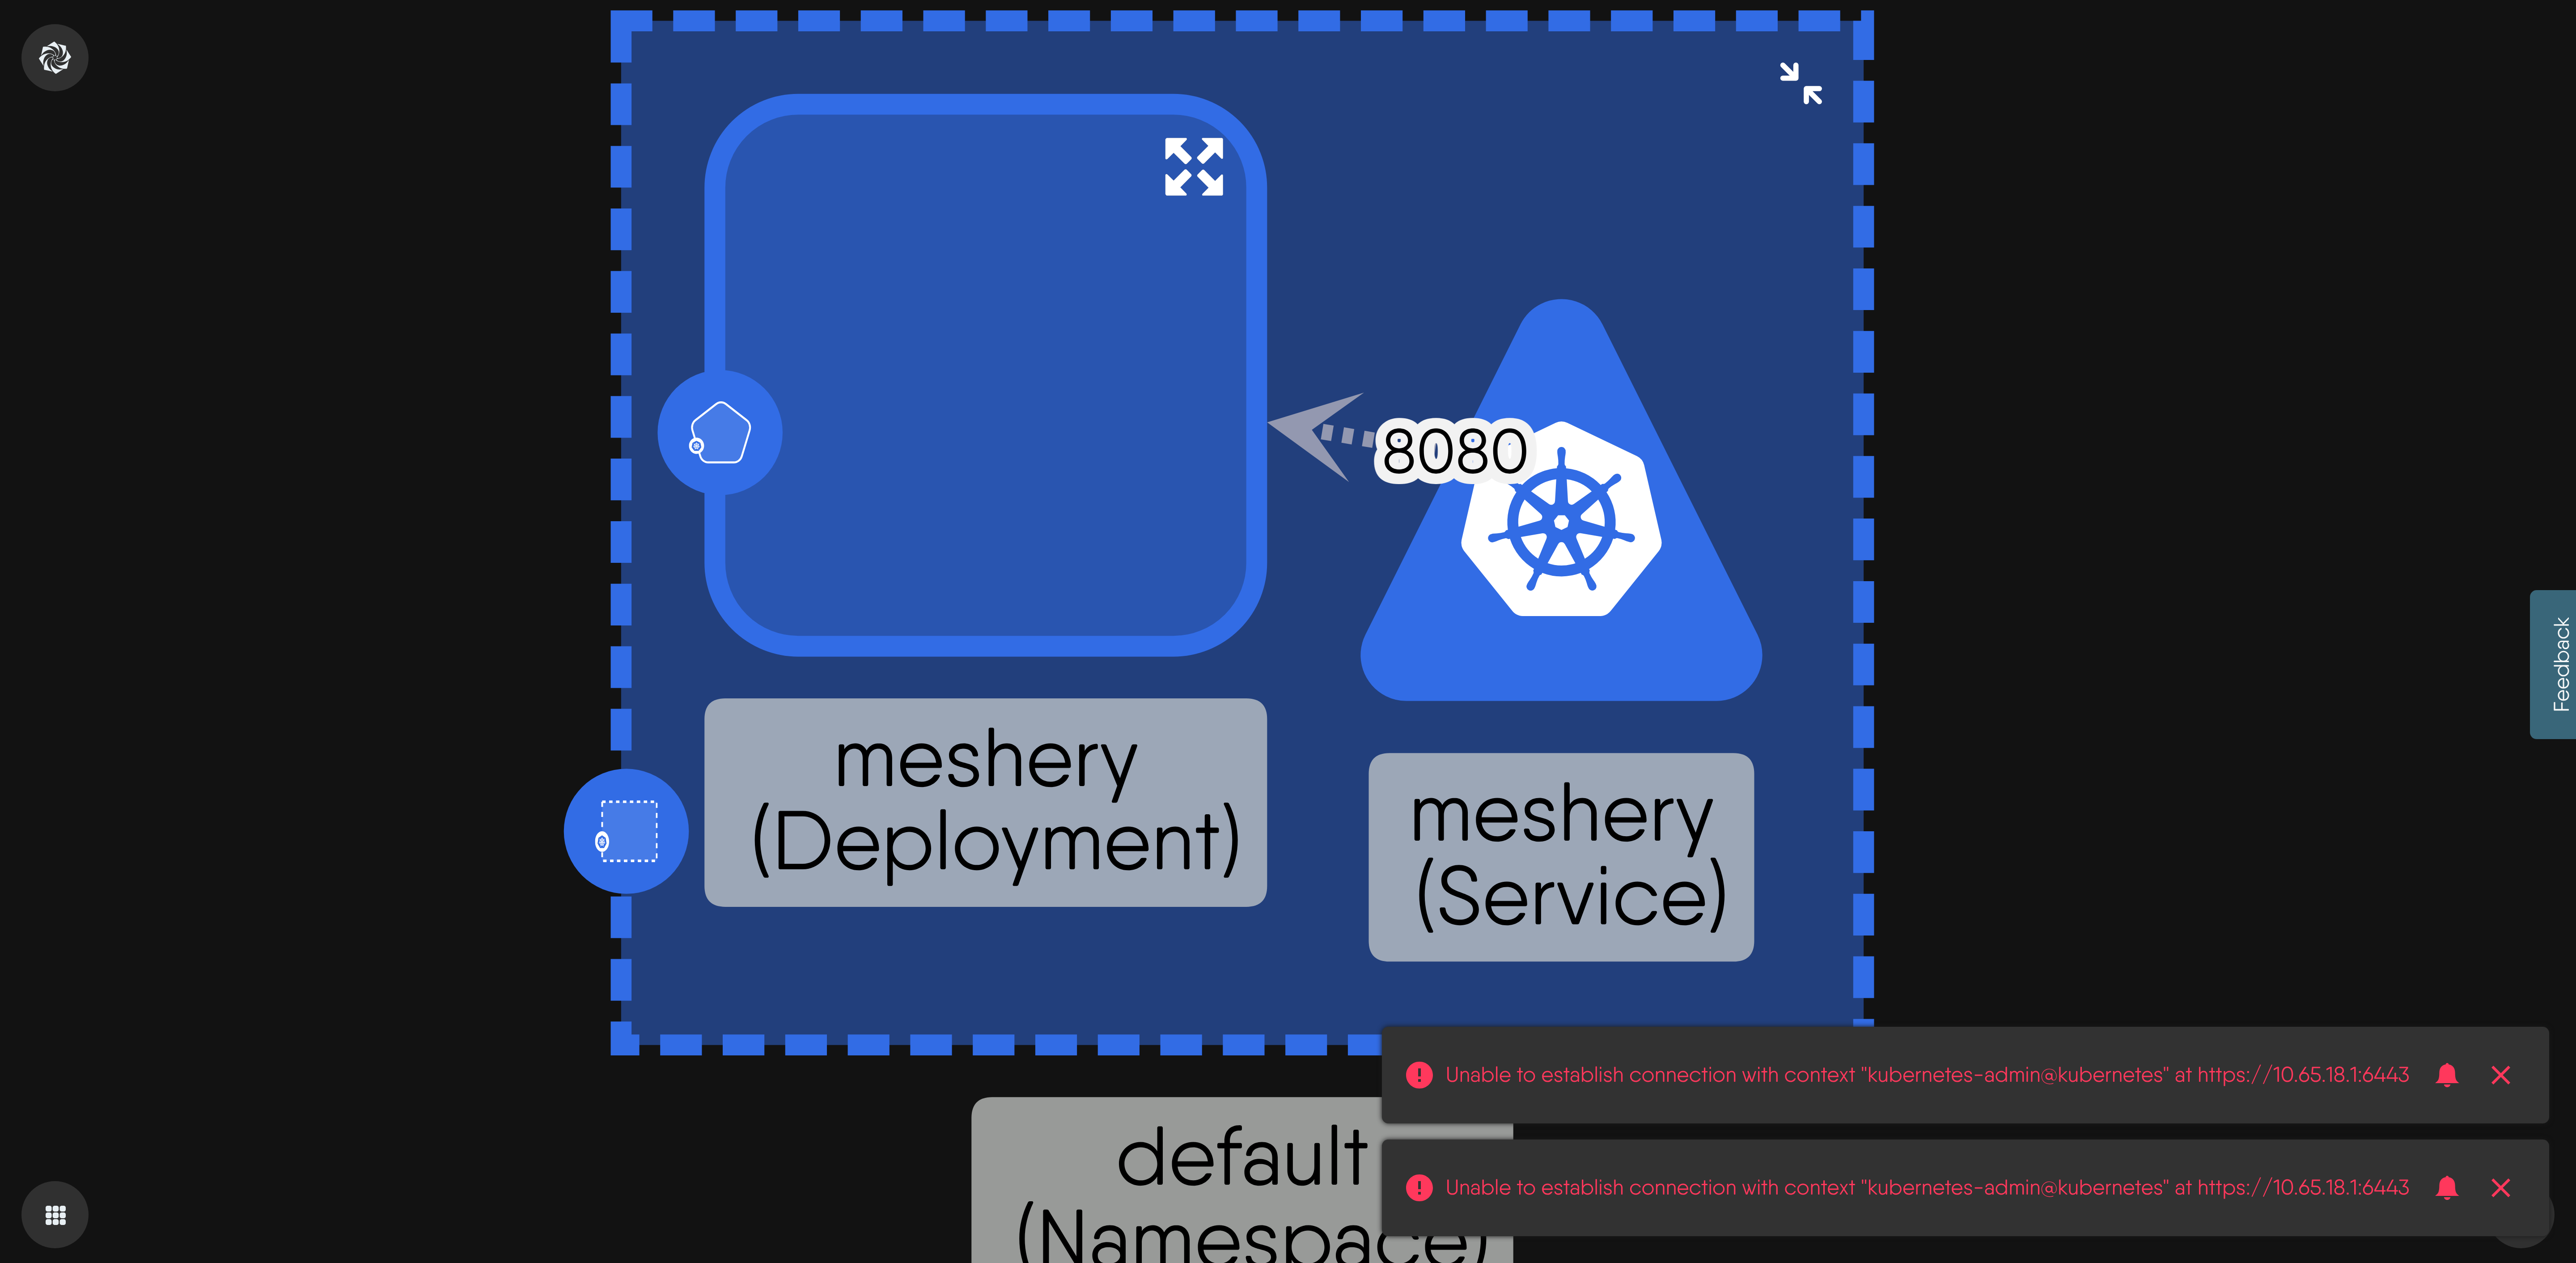 8080
meshery
(Deployment)
meshery
(Service)
Feedback
Unable to establish connection with context "kubernetes-admin@kubernetes" at https://10.65.18.1:6443
default
Unable to establish connection with context "kubernetes-admin@kubernetes" at https://10.65.18.1:6443
(Namespace)